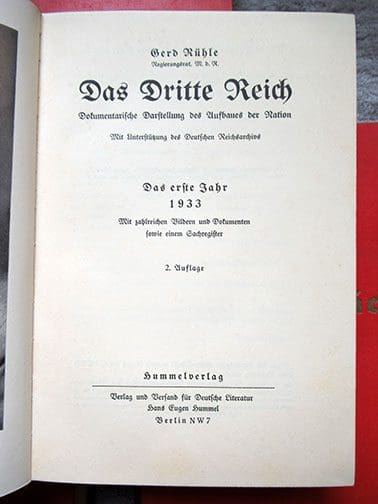 Gerd Rühle
Regierungsrat, M. d. R.
Das Dritte Reich
Dokumentarische Darstellung des Aufbaues der Nation
Mit Unterstützung des Deutschen Reichsarchivs
Das erste Jahr
1933
Mit zahlreichen Bildern und Dokumenten
sowie einem Sachregister
2. Auflage
Hummelverlag
Verlag und Versand für Deutsche Literatur
Hans Eugen Hummel
Berlin NW7